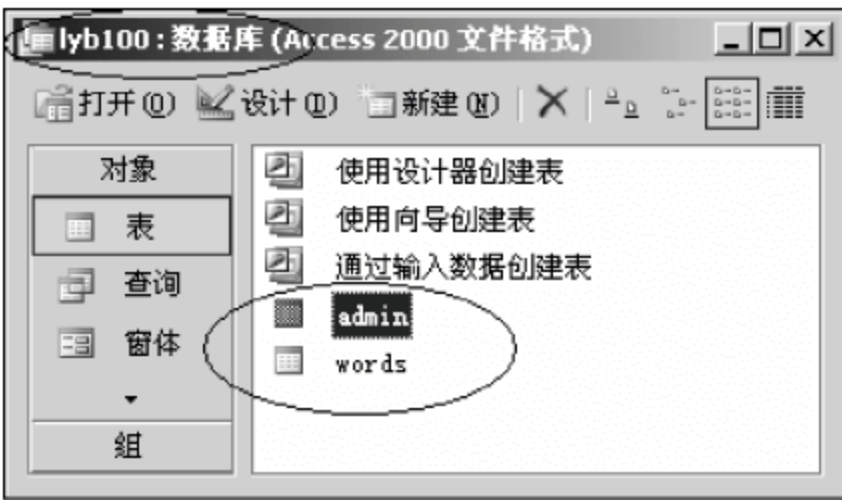 lyb100 : 数据库 (Access 2000 文件格式)
打开(O) 设计(D) 新建(N)
对象
表
查询
窗体
组
使用设计器创建表
使用向导创建表
通过输入数据创建表
admin
words